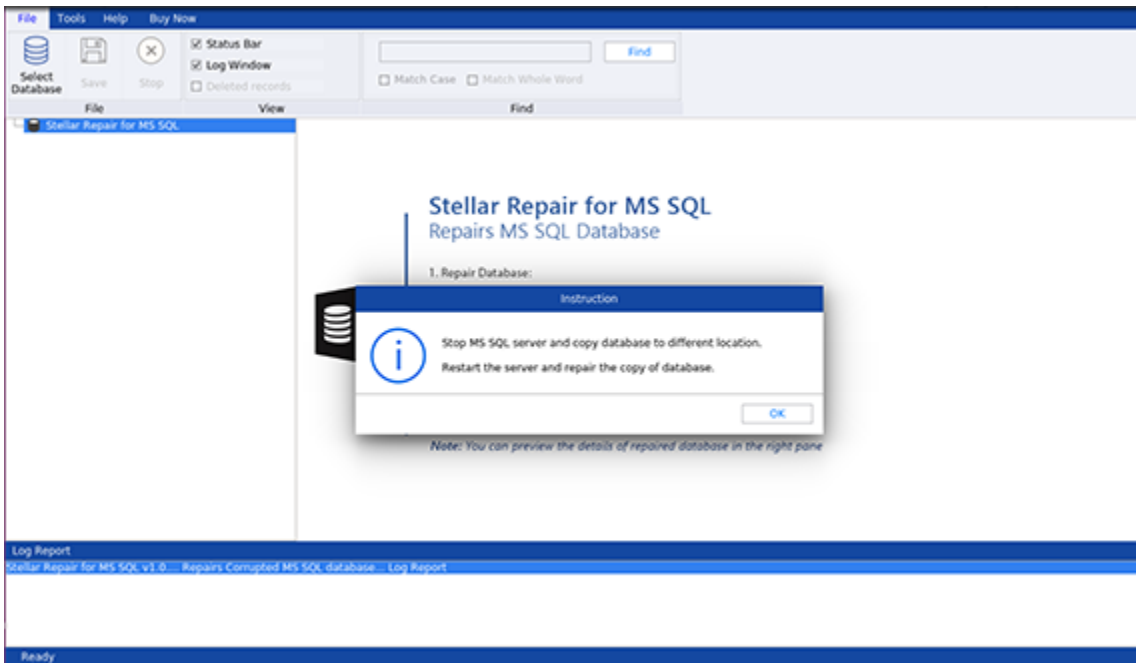 File Tools Help Buy Now
Status Bar
Find
Select Database
Save
Stop
Log Window
Match Case Match Whole Word
Deleted records
File View Find
Stellar Repair for MS SQL
Stellar Repair for MS SQL
Repairs MS SQL Database
1. Repair Database:
Instruction
Stop MS SQL server and copy database to different location.
Restart the server and repair the copy of database.
OK
Note: You can preview the details of repaired database in the right pane
Log Report
Stellar Repair for MS SQL v1.0.... Repairs Corrupted MS SQL database... Log Report
Ready